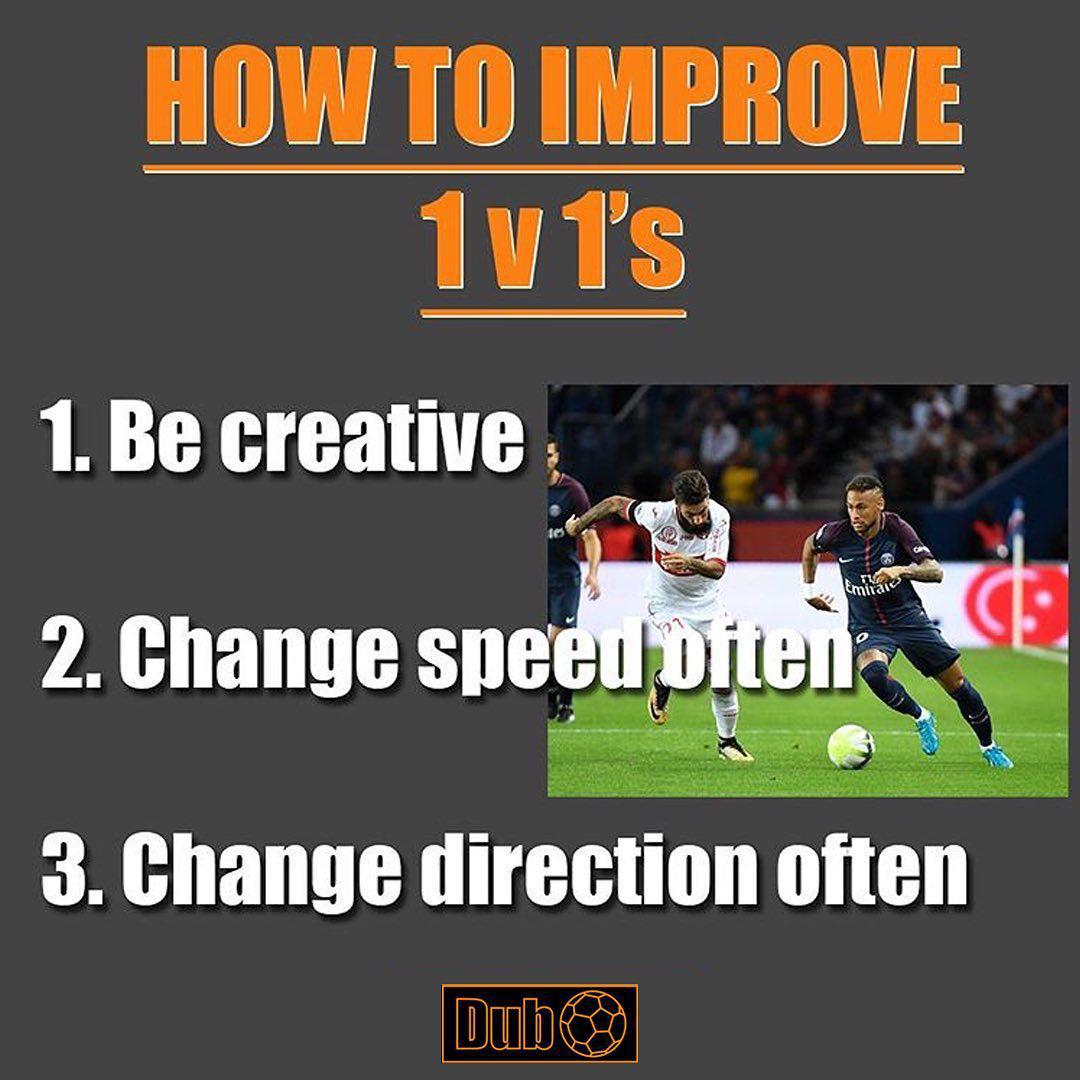 HOW TO IMPROVE
1 v 1's
1. Be creative
2. Change speed often
3. Change direction often
Fly
Emirates
Dub